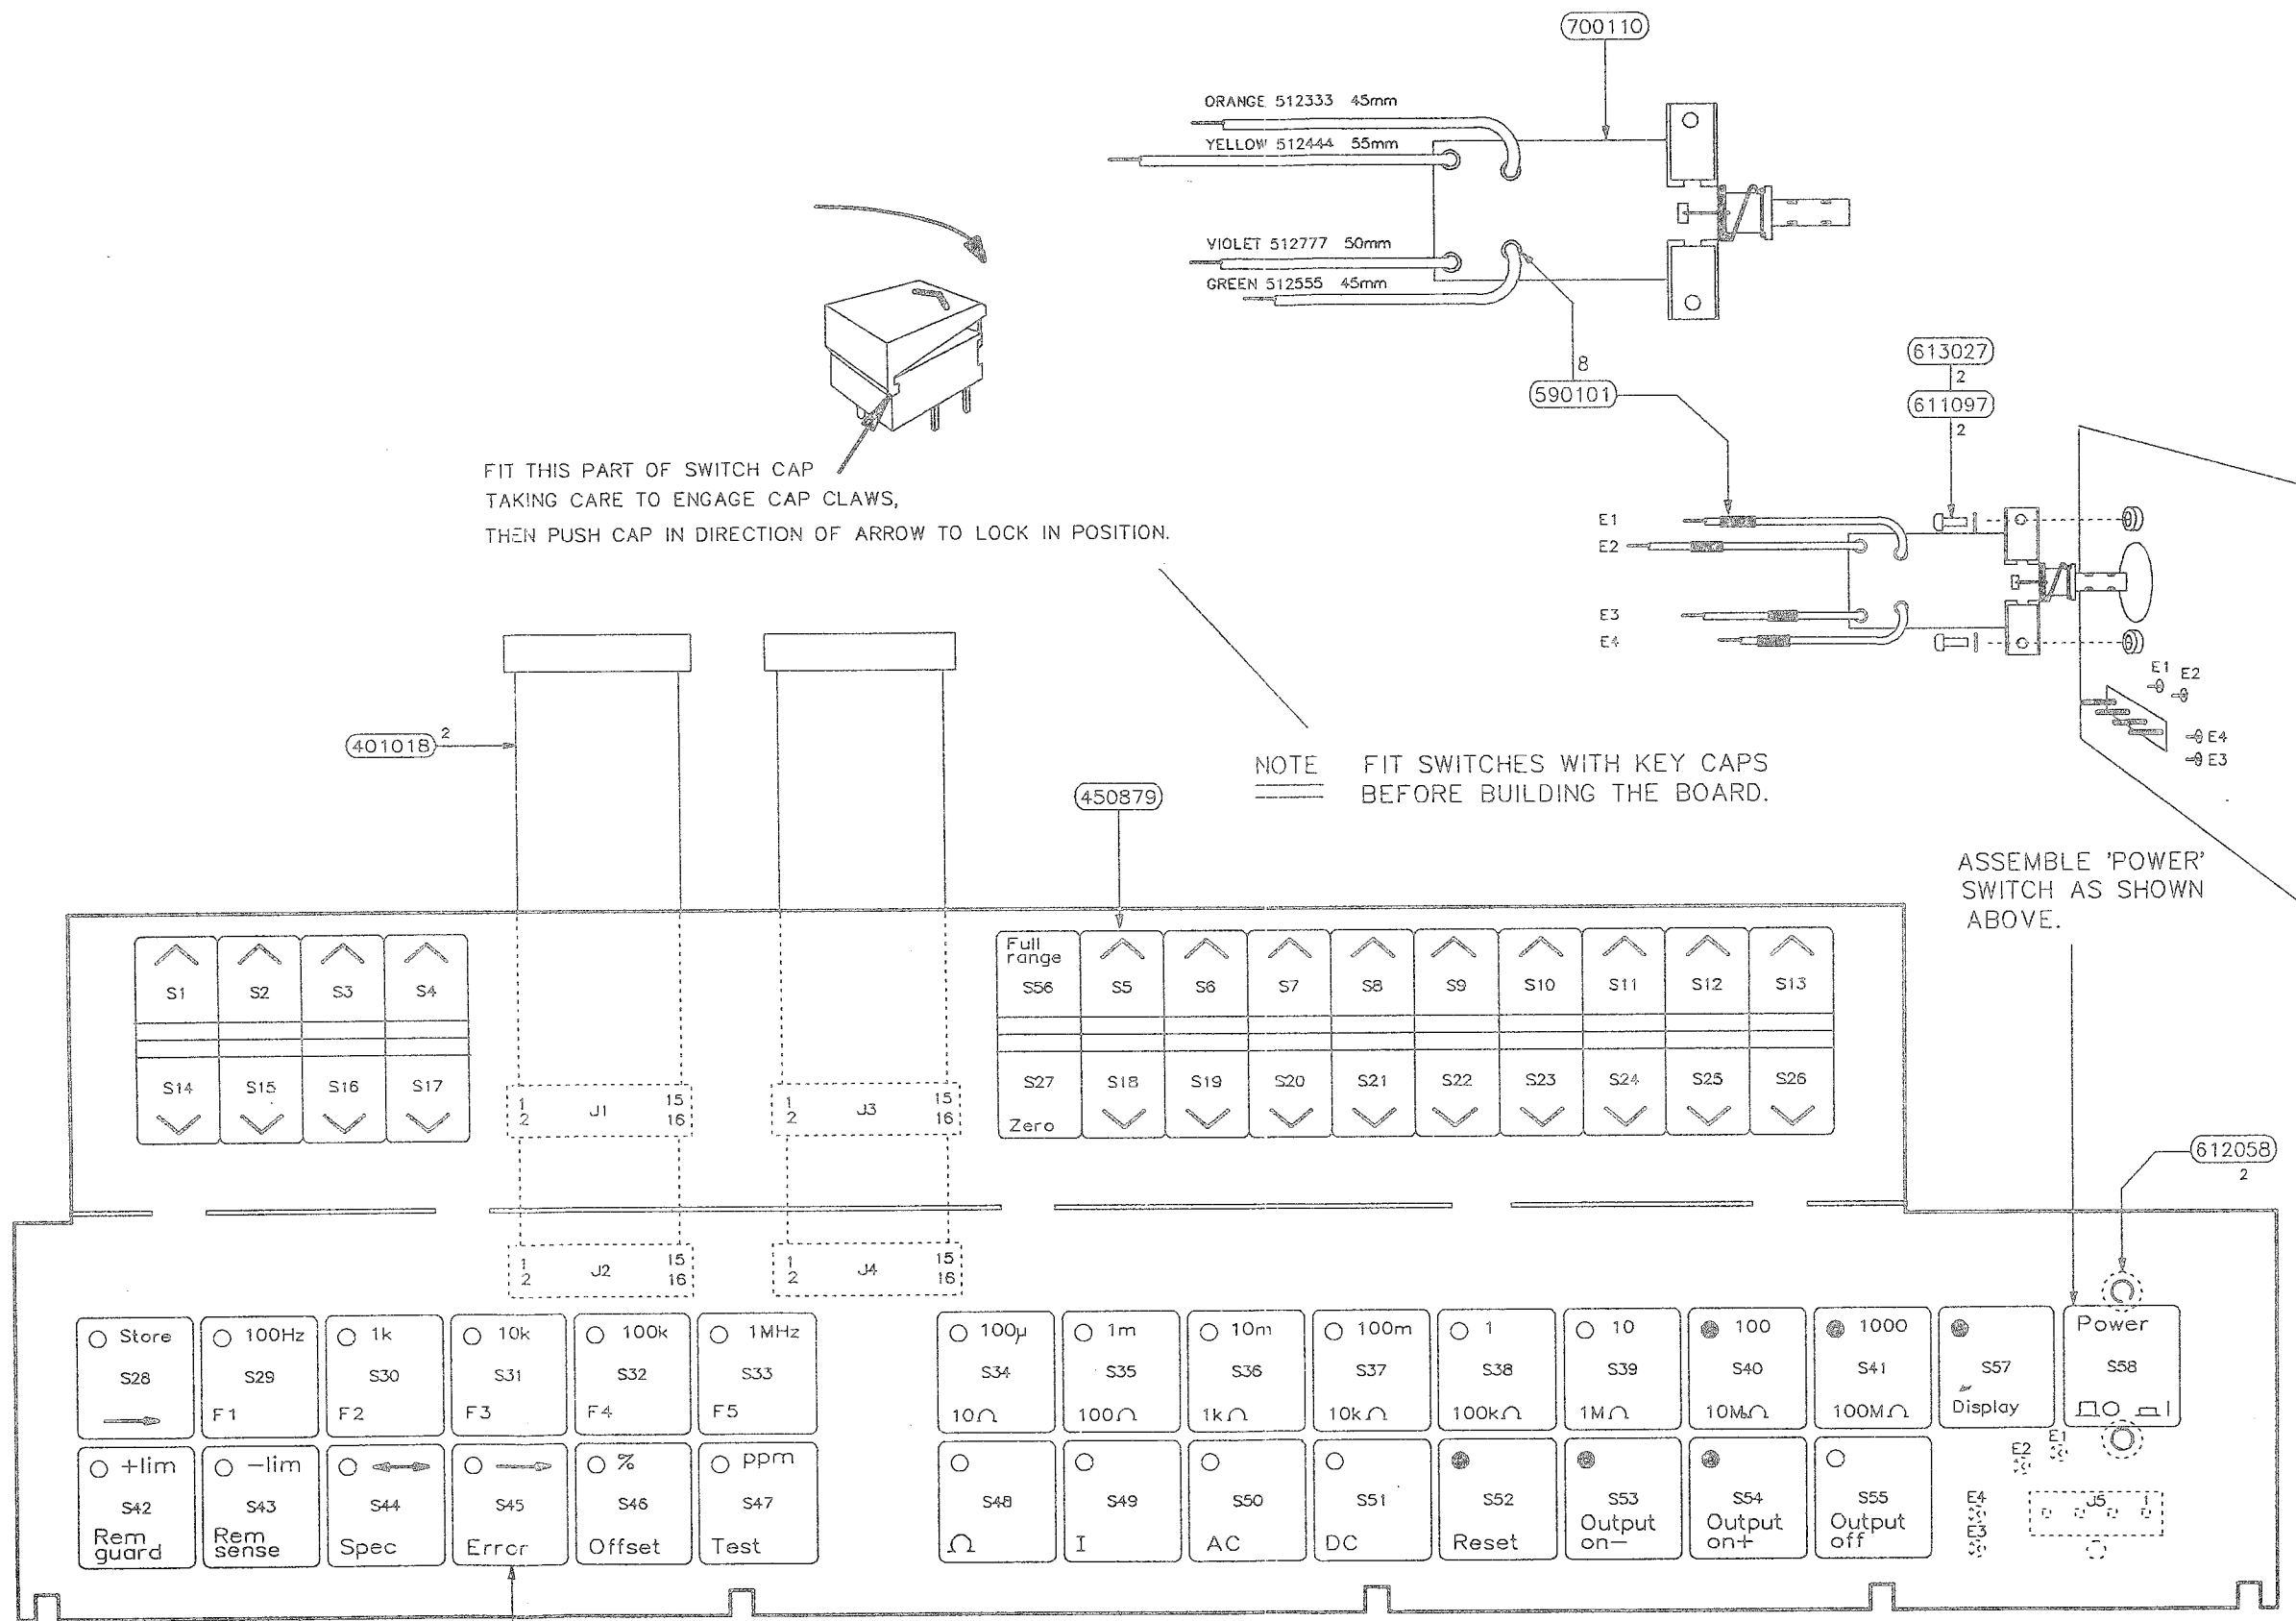 700110
ORANGE 512333 45mm
YELLOW 512444 55mm
VIOLET 512777 50mm
GREEN 512555 45mm
8
590101
613027
2
611097
2
FIT THIS PART OF SWITCH CAP
TAKING CARE TO ENGAGE CAP CLAWS,
THEN PUSH CAP IN DIRECTION OF ARROW TO LOCK IN POSITION.
E1
E2
E3
E4
E1 E2
E4
E3
401018 2
NOTE FIT SWITCHES WITH KEY CAPS
BEFORE BUILDING THE BOARD.
450879
ASSEMBLE 'POWER'
SWITCH AS SHOWN
ABOVE.
Full
range
S1 S2 S3 S4
S56 S5 S6 S7 S8 S9 S10 S11 S12 S13
S14 S15 S16 S17
S27 S18 S19 S20 S21 S22 S23 S24 S25 S26
Zero
1 J1 15
2 16
1 J3 15
2 16
612058
2
1 J2 15
2 16
1 J4 15
2 16
Store 100Hz 1k 10k 100k 1MHz
S28 S29 S30 S31 S32 S33
F1 F2 F3 F4 F5
100µ 1m 10m 100m 1 10 100 1000 Power
S34 S35 S36 S37 S38 S39 S40 S41 S57 S58
10Ω 100Ω 1kΩ 10kΩ 100kΩ 1MΩ 10MΩ 100MΩ Display
+lim -lim % ppm
S42 S43 S44 S45 S46 S47
Rem guard Rem sense Spec Error Offset Test
S48 S49 S50 S51 S52 S53 S54 S55
Ω I AC DC Reset Output on- Output on+ Output off
E2 E1
E4
E3
J5 1